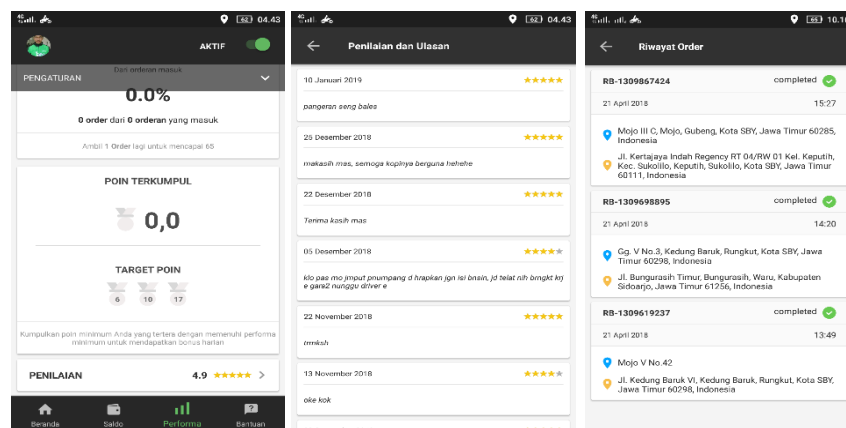 4G
62
04.43
AKTIF
Dari orderan masuk
PENGATURAN
0.0%
0 order dari 0 orderan yang masuk
Ambil 1 Order lagi untuk mencapai 65
POIN TERKUMPUL
0,0
TARGET POIN
6 10 17
Kumpulkan poin minimum Anda yang tertera dengan memenuhi performa
minimum untuk mendapatkan bonus harian
PENILAIAN 4.9
Beranda Saldo Performa Bantuan
4G
62
04.43
Penilaian dan Ulasan
10 Januari 2019
pangeran seng bales
25 Desember 2018
makasih mas, semoga kopinya berguna hehehe
22 Desember 2018
Terima kasih mas
05 Desember 2018
klo pas mo jmput pnumpang d hrapkan jgn isi bnsin, jd telat nih brngkt krj
e gara2 nunggu driver e
22 November 2018
trmksh
13 November 2018
oke kok
4G
65
10.1
Riwayat Order
RB-1309867424 completed
21 April 2018 15:27
Mojo III C, Mojo, Gubeng, Kota SBY, Jawa Timur 60285,
Indonesia
Jl. Kertajaya Indah Regency RT 04/RW 01 Kel. Keputih,
Kec. Sukolilo, Keputih, Sukolilo, Kota SBY, Jawa Timur
60111, Indonesia
RB-1309698895 completed
21 April 2018 14:20
Gg. V No.3, Kedung Baruk, Rungkut, Kota SBY, Jawa
Timur 60298, Indonesia
Jl. Bungurasih Timur, Bungurasih, Waru, Kabupaten
Sidoarjo, Jawa Timur 61256, Indonesia
RB-1309619237 completed
21 April 2018 13:49
Mojo V No.42
Jl. Kedung Baruk VI, Kedung Baruk, Rungkut, Kota SBY,
Jawa Timur 60298, Indonesia